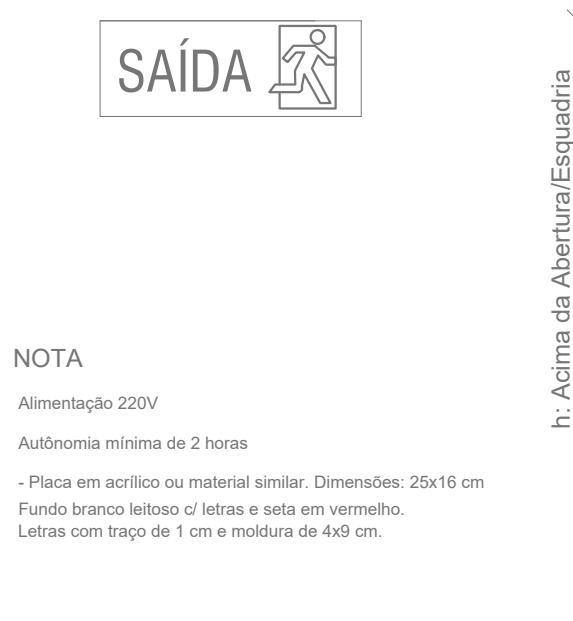 SAÍDA
h: Acima da Abertura/Esquadria
NOTA
Alimentação 220V
Autônomia mínima de 2 horas
- Placa em acrílico ou material similar. Dimensões: 25x16 cm
Fundo branco leitoso c/ letras e seta em vermelho.
Letras com traço de 1 cm e moldura de 4x9 cm.